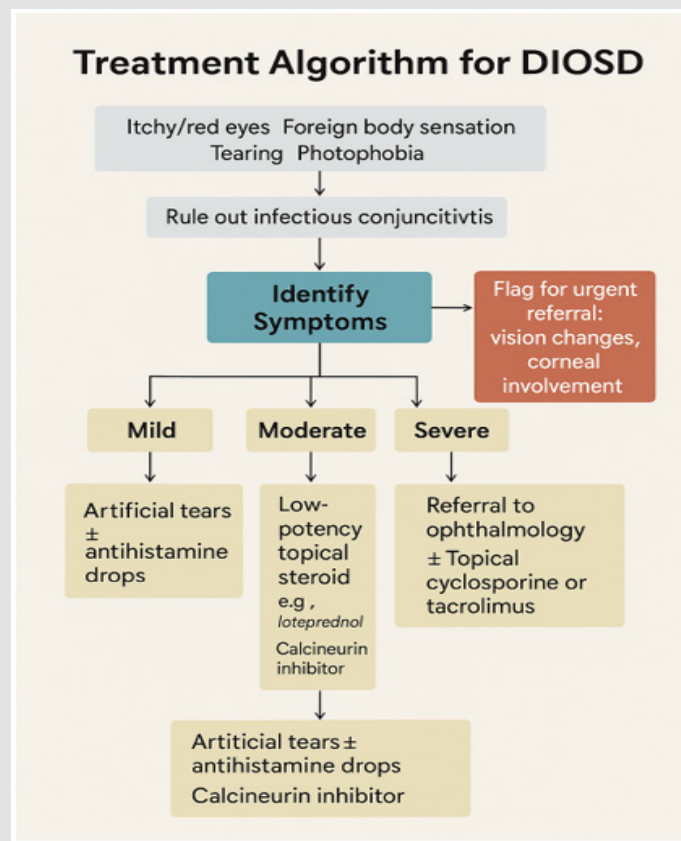 Treatment Algorithm for DIOSD
Itchy/red eyes Foreign body sensation
Tearing Photophobia
Rule out infectious conjuncitivtis
Identify
Symptoms
Flag for urgent
referral:
vision changes,
corneal
involvement
Mild
Moderate
Severe
Artificial tears
±
antihistamine
drops
Low-
potency
topical
steroid
e.g ,
loteprednol
Calcineurin
inhibitor
Referral to
ophthalmology
± Topical
cyclosporine or
tacrolimus
Artiticial tears ±
antihistamine drops
Calcineurin inhibitor